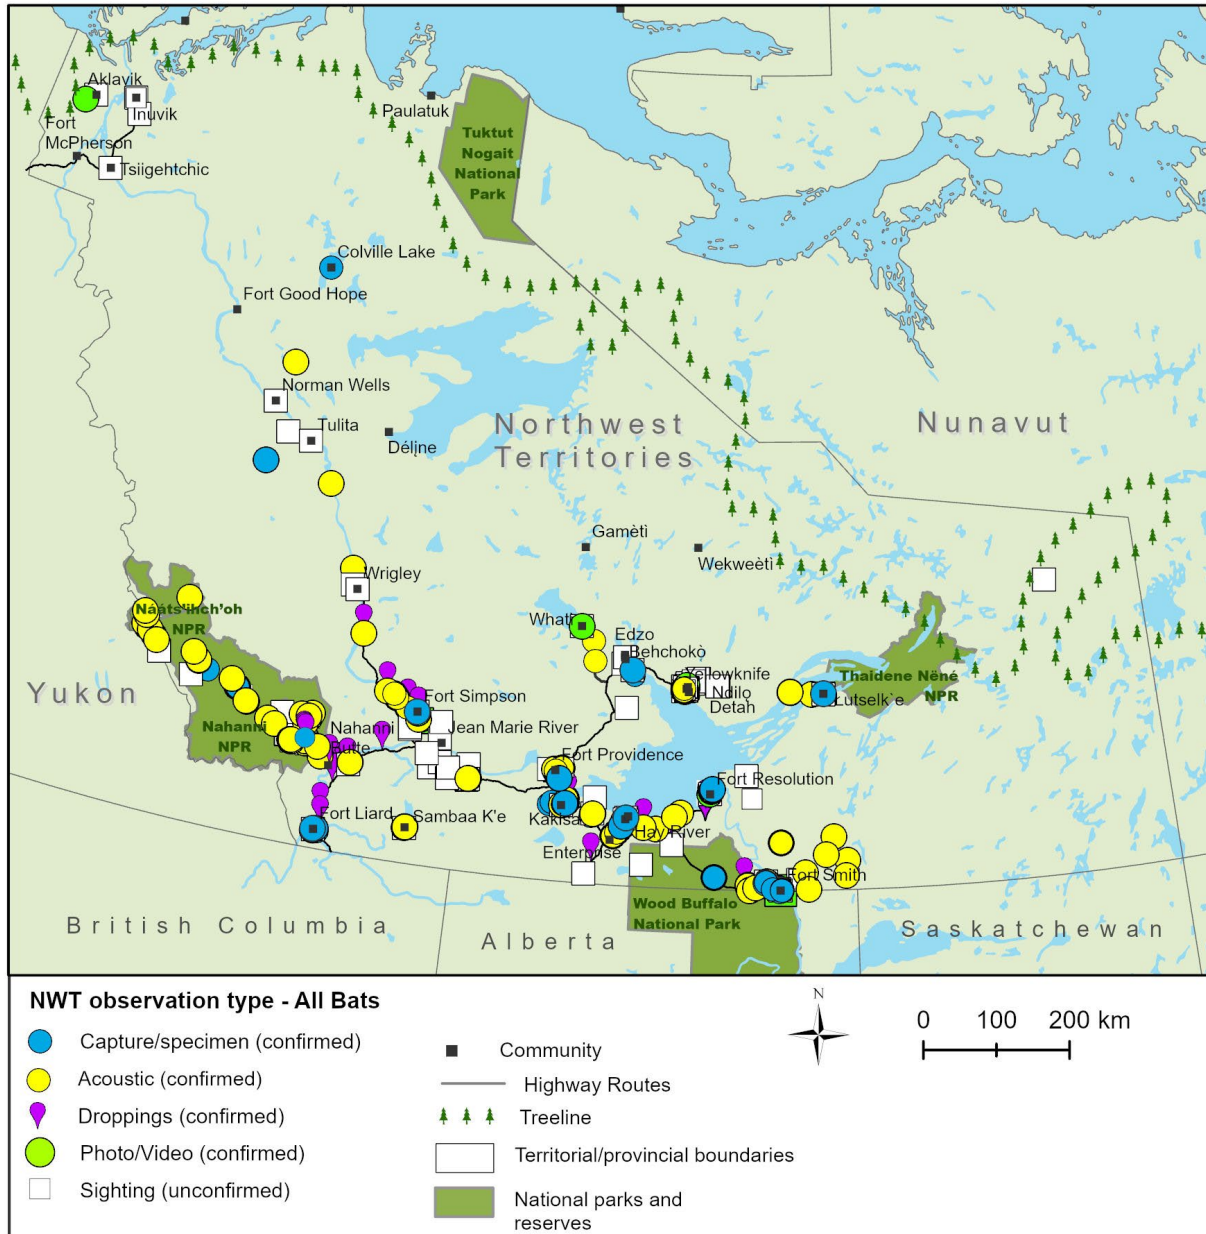 Aklavik
Inuvik
Fort
McPherson
Tsiigehtchic
Paulatuk
Tuktut
Nogait
National
Park
Colville Lake
Fort Good Hope
Norman Wells
Tulita
Délįne
Northwest
Territories
Nunavut
Gamètì
Wekweètì
Wrigley
Nááts'ihch'oh
NPR
Whatì
Edzo
Behchokò
Yellowknife
Ndilo
Detah
Thaidene Nëné
NPR
Lutselk`e
Yukon
Fort Simpson
Jean Marie River
Nahanni
NPR
Nahanni
Butte
Fort Providence
Fort Resolution
Fort Liard
Sambaa K'e
Kakisa
Hay River
Enterprise
Fort Smith
Wood Buffalo
National Park
British Columbia
Alberta
Saskatchewan
NWT observation type - All Bats
Capture/specimen (confirmed)
Acoustic (confirmed)
Droppings (confirmed)
Photo/Video (confirmed)
Sighting (unconfirmed)
Community
Highway Routes
Treeline
Territorial/provincial boundaries
National parks and
reserves
N
0 100 200 km